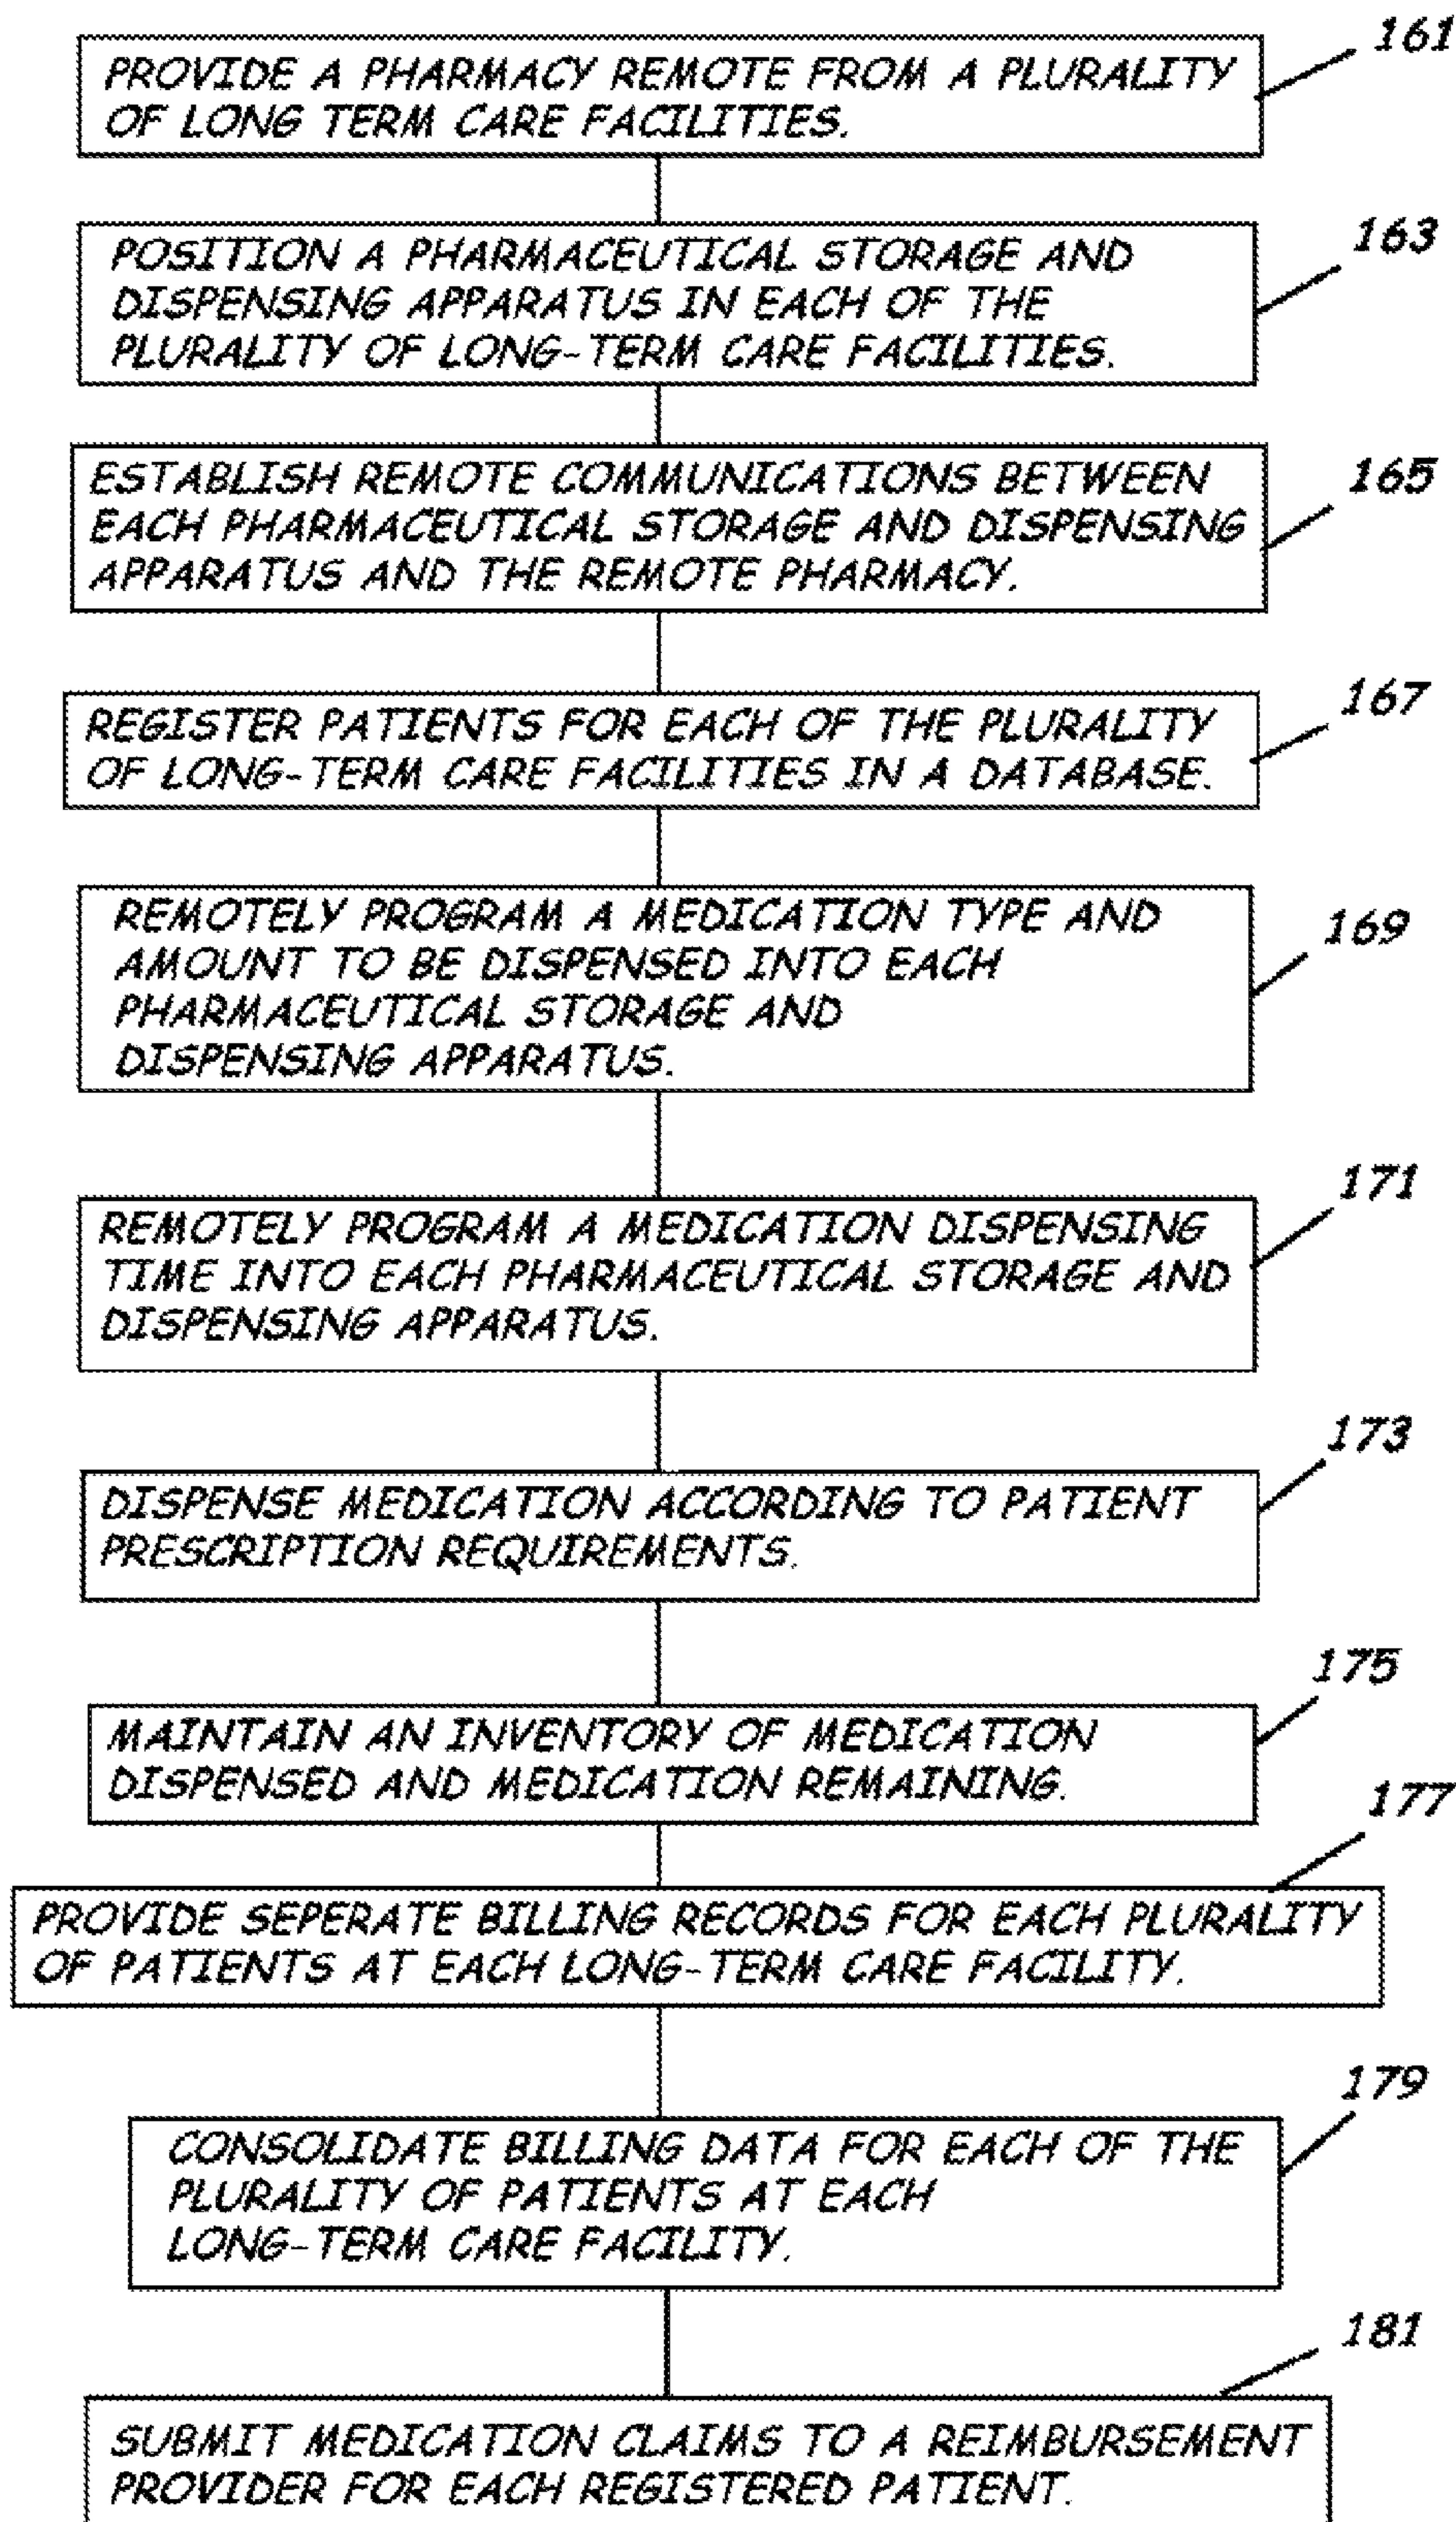 161
PROVIDE A PHARMACY REMOTE FROM A PLURALITY
OF LONG TERM CARE FACILITIES.
163
POSITION A PHARMACEUTICAL STORAGE AND
DISPENSING APPARATUS IN EACH OF THE
PLURALITY OF LONG-TERM CARE FACILITIES.
165
ESTABLISH REMOTE COMMUNICATIONS BETWEEN
EACH PHARMACEUTICAL STORAGE AND DISPENSING
APPARATUS AND THE REMOTE PHARMACY.
167
REGISTER PATIENTS FOR EACH OF THE PLURALITY
OF LONG-TERM CARE FACILITIES IN A DATABASE.
169
REMOTELY PROGRAM A MEDICATION TYPE AND
AMOUNT TO BE DISPENSED INTO EACH
PHARMACEUTICAL STORAGE AND
DISPENSING APPARATUS.
171
REMOTELY PROGRAM A MEDICATION DISPENSING
TIME INTO EACH PHARMACEUTICAL STORAGE AND
DISPENSING APPARATUS.
173
DISPENSE MEDICATION ACCORDING TO PATIENT
PRESCRIPTION REQUIREMENTS.
175
MAINTAIN AN INVENTORY OF MEDICATION
DISPENSED AND MEDICATION REMAINING.
177
PROVIDE SEPERATE BILLING RECORDS FOR EACH PLURALITY
OF PATIENTS AT EACH LONG-TERM CARE FACILITY.
179
CONSOLIDATE BILLING DATA FOR EACH OF THE
PLURALITY OF PATIENTS AT EACH
LONG-TERM CARE FACILITY.
181
SUBMIT MEDICATION CLAIMS TO A REIMBURSEMENT
PROVIDER FOR EACH REGISTERED PATIENT.